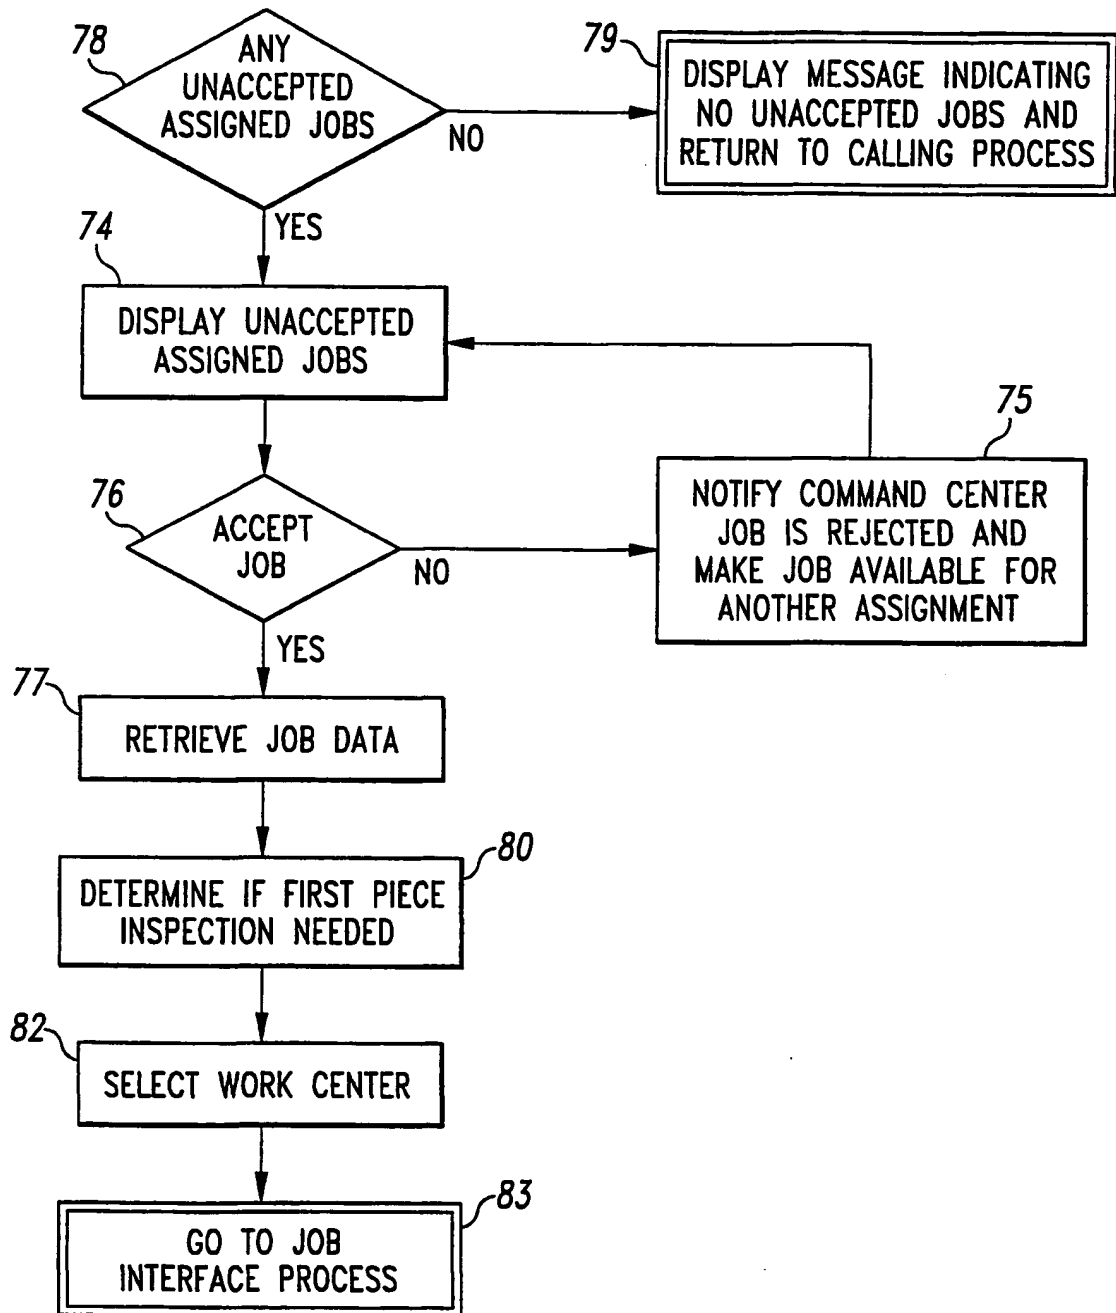 78
ANY
UNACCEPTED
ASSIGNED JOBS
NO
YES
79
DISPLAY MESSAGE INDICATING
NO UNACCEPTED JOBS AND
RETURN TO CALLING PROCESS
74
DISPLAY UNACCEPTED
ASSIGNED JOBS
76
ACCEPT
JOB
NO
YES
75
NOTIFY COMMAND CENTER
JOB IS REJECTED AND
MAKE JOB AVAILABLE FOR
ANOTHER ASSIGNMENT
77
RETRIEVE JOB DATA
80
DETERMINE IF FIRST PIECE
INSPECTION NEEDED
82
SELECT WORK CENTER
83
GO TO JOB
INTERFACE PROCESS